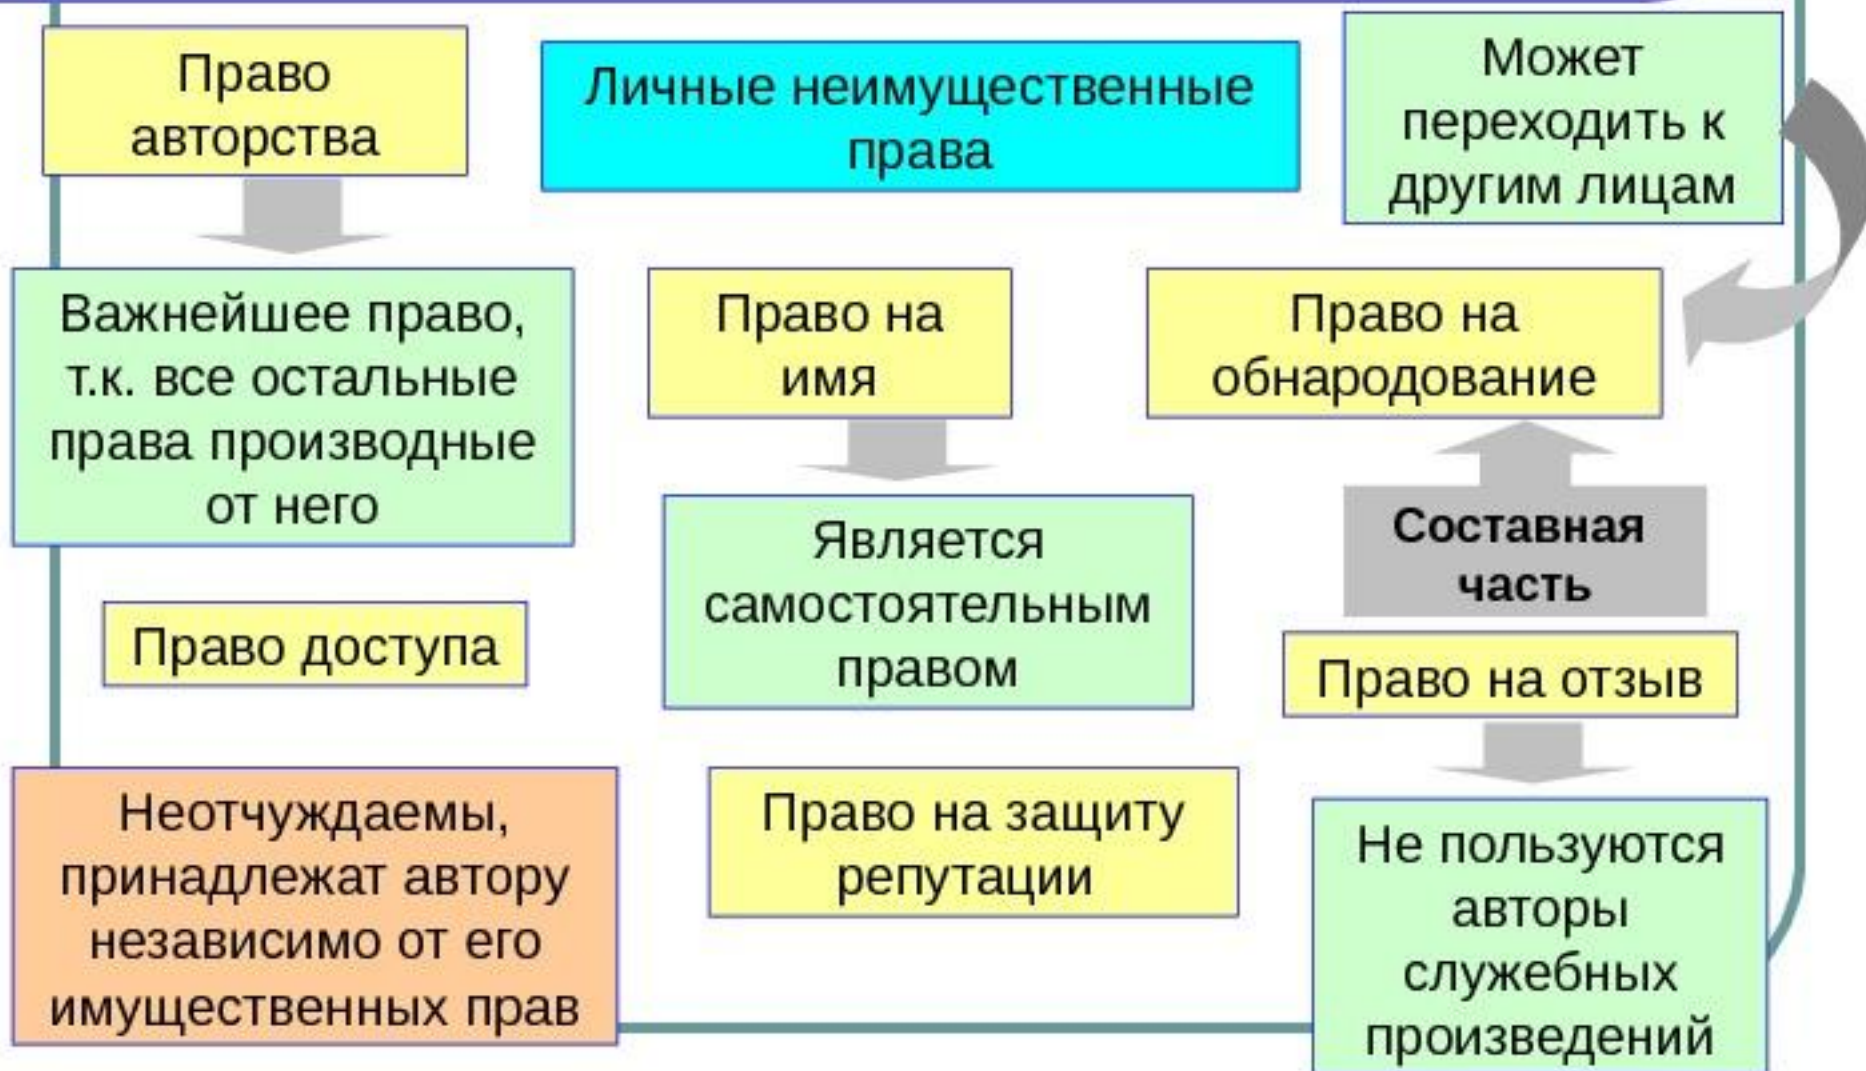 Право
авторства
Личные неимущественные
права
Может
переходить к
другим лицам
Важнейшее право,
т.к. все остальные
права производные
от него
Право на
имя
Право на
обнародование
Является
самостоятельным
правом
Составная
часть
Право доступа
Право на отзыв
Неотчуждаемы,
принадлежат автору
независимо от его
имущественных прав
Право на защиту
репутации
Не пользуются
авторы
служебных
произведений